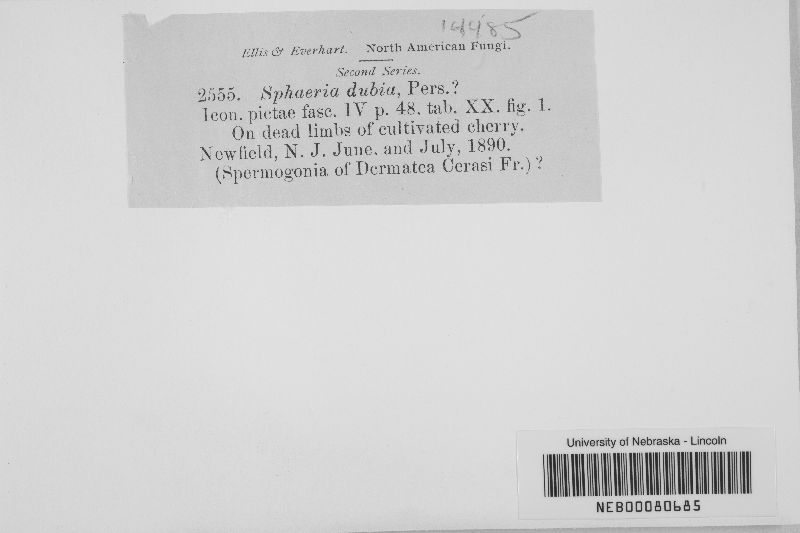 14485
Ellis & Everhart. North American Fungi.
Second Series.
2555. Sphaeria dubia, Pers.?
Icon. pictae fasc. IV p. 48. tab. XX. fig. 1.
On dead limbs of cultivated cherry.
Newfield, N. J. June. and July, 1890.
(Spermogonia of Dermatea Cerasi Fr.)?
University of Nebraska - Lincoln
NEB00080685